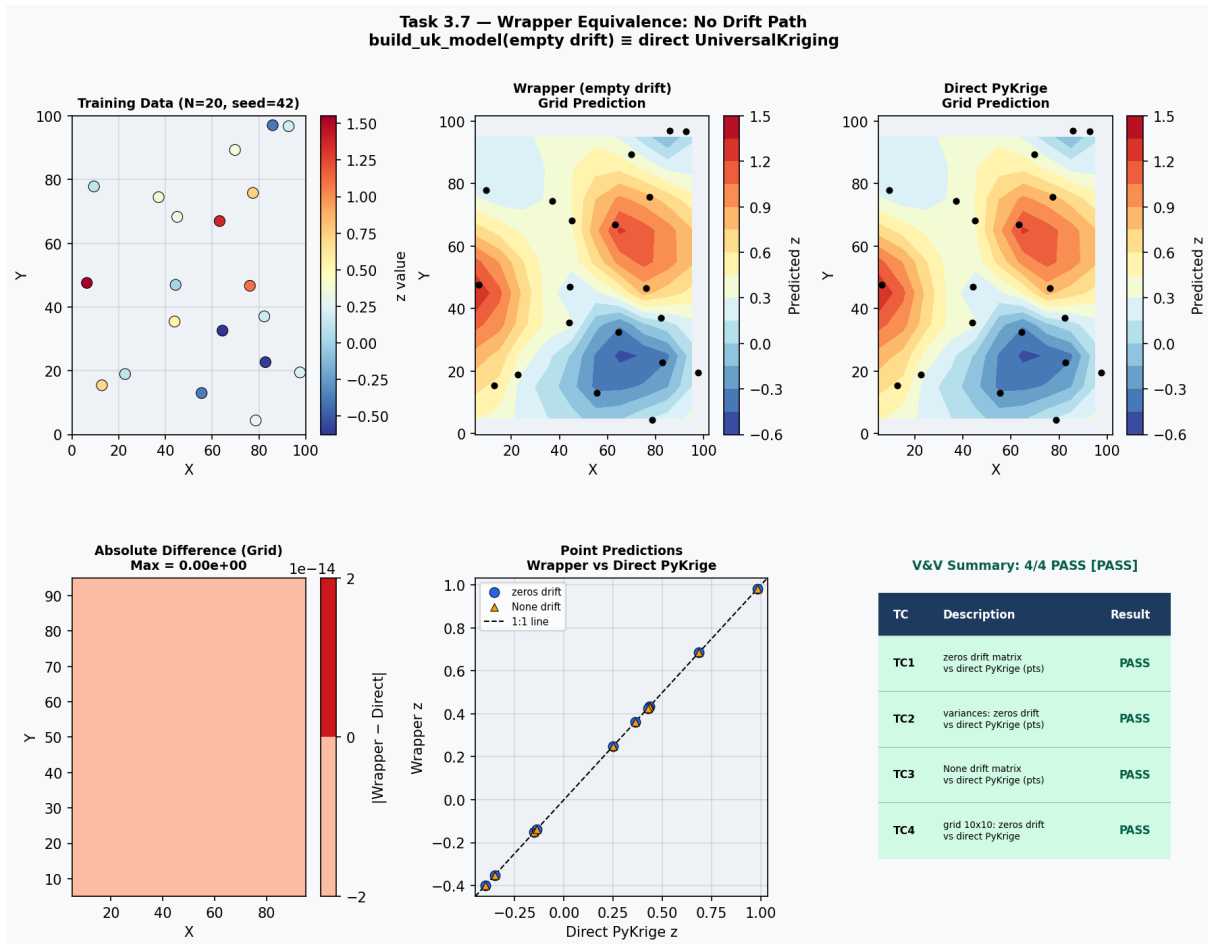 Task 3.7 — Wrapper Equivalence: No Drift Path
build_uk_model(empty drift) ≡ direct UniversalKriging
Training Data (N=20, seed=42)
100
80
60
40
20
0
Y
0 20 40 60 80 100
X
1.50
1.25
1.00
0.75
0.50
0.25
0.00
−0.25
−0.50
z value
Wrapper (empty drift)
Grid Prediction
100
80
60
40
20
0
Y
20 40 60 80 100
X
1.5
1.2
0.9
0.6
0.3
0.0
−0.3
−0.6
Predicted z
Direct PyKrige
Grid Prediction
100
80
60
40
20
0
Y
20 40 60 80 100
X
1.5
1.2
0.9
0.6
0.3
0.0
−0.3
−0.6
Predicted z
Absolute Difference (Grid)
Max = 0.00e+00
90
80
70
60
50
40
30
20
10
Y
20 40 60 80
X
1e−14
2
0
−2
|Wrapper − Direct|
Point Predictions
Wrapper vs Direct PyKrige
zeros drift
None drift
1:1 line
1.0
0.8
0.6
0.4
0.2
0.0
−0.2
−0.4
Wrapper z
−0.25 0.00 0.25 0.50 0.75 1.00
Direct PyKrige z
V&V Summary: 4/4 PASS [PASS]
TC Description Result
TC1 zeros drift matrix
vs direct PyKrige (pts) PASS
TC2 variances: zeros drift
vs direct PyKrige (pts) PASS
TC3 None drift matrix
vs direct PyKrige (pts) PASS
TC4 grid 10x10: zeros drift
vs direct PyKrige PASS